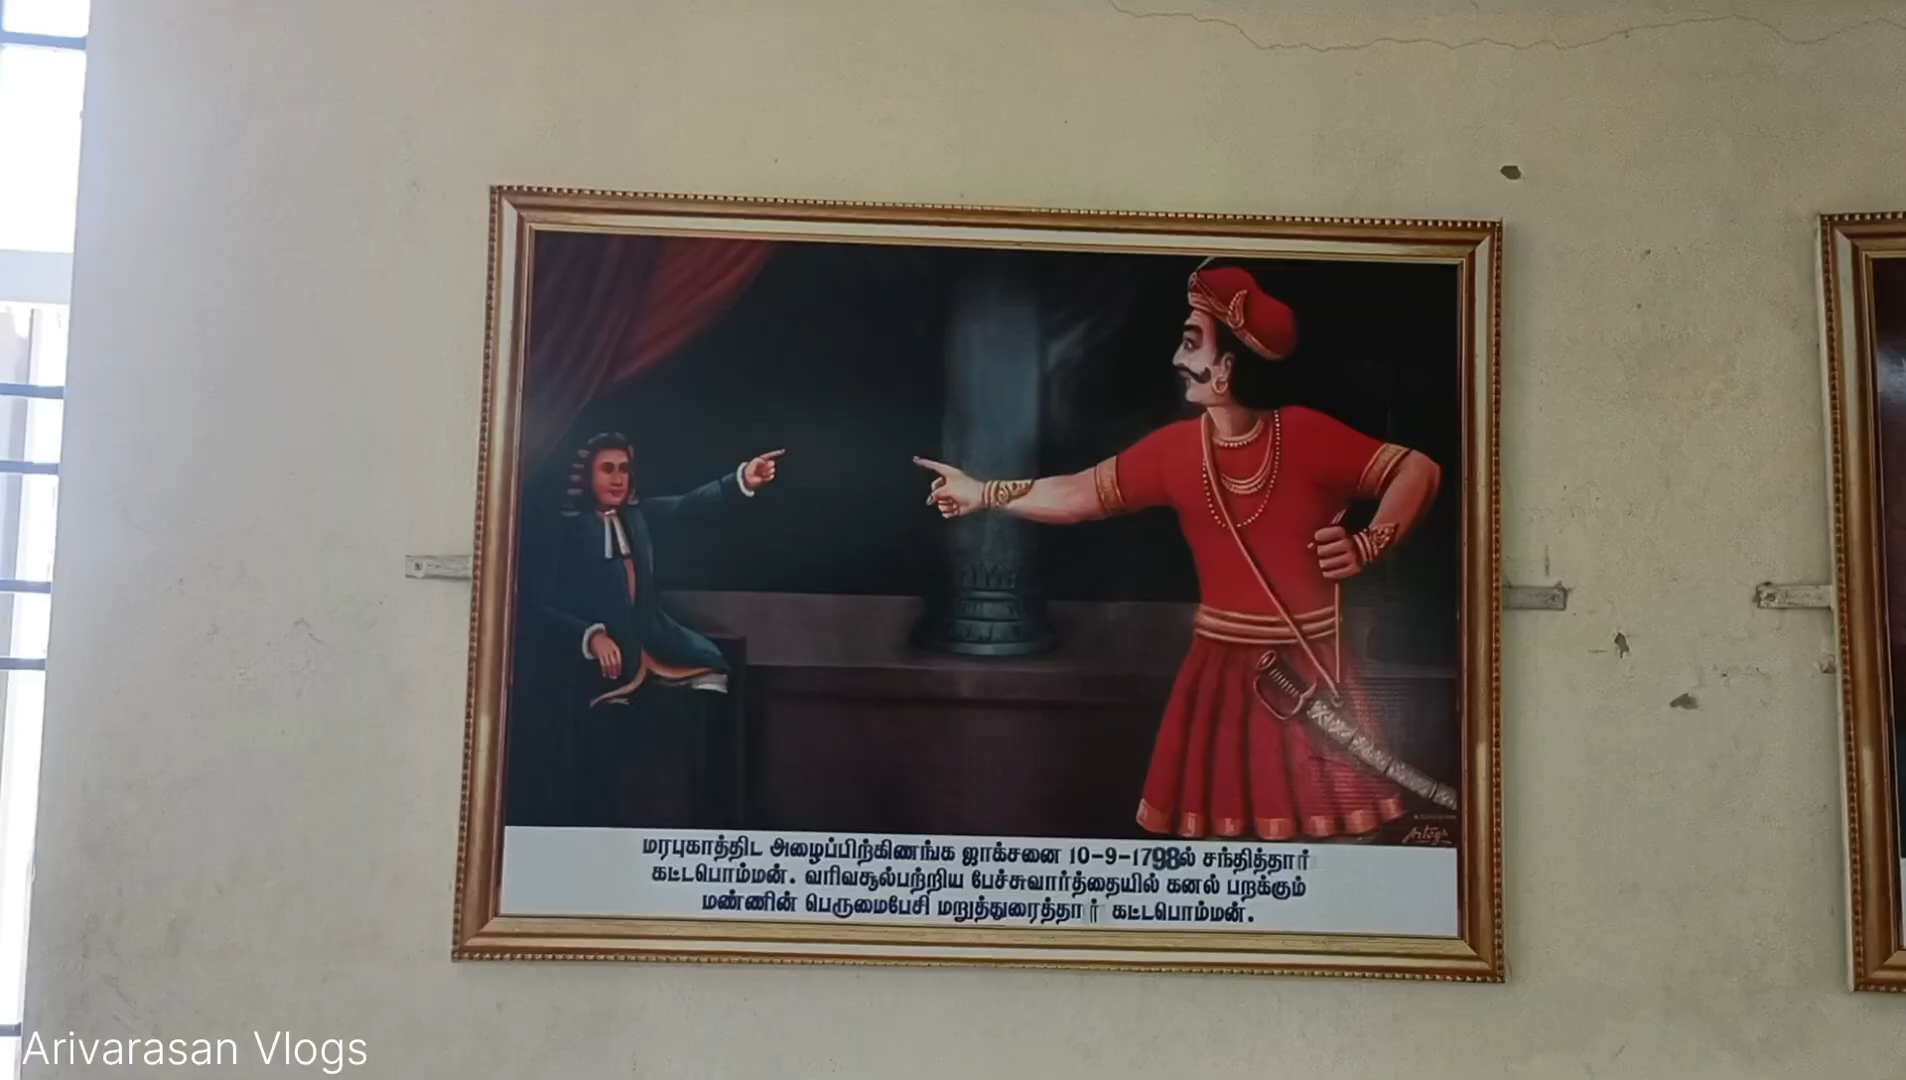 மரபுகாத்திட அழைப்பிற்கிணங்க ஜாக்சனை 10-9-1798ல் சந்தித்தார்
கட்டபொம்மன். வரிவசூல்பற்றிய பேச்சுவார்த்தையில் கனல் பறக்கும்
மண்ணின் பெருமைபேசி மறுத்துரைத்தார் கட்டபொம்மன்.
Arivarasan Vlogs